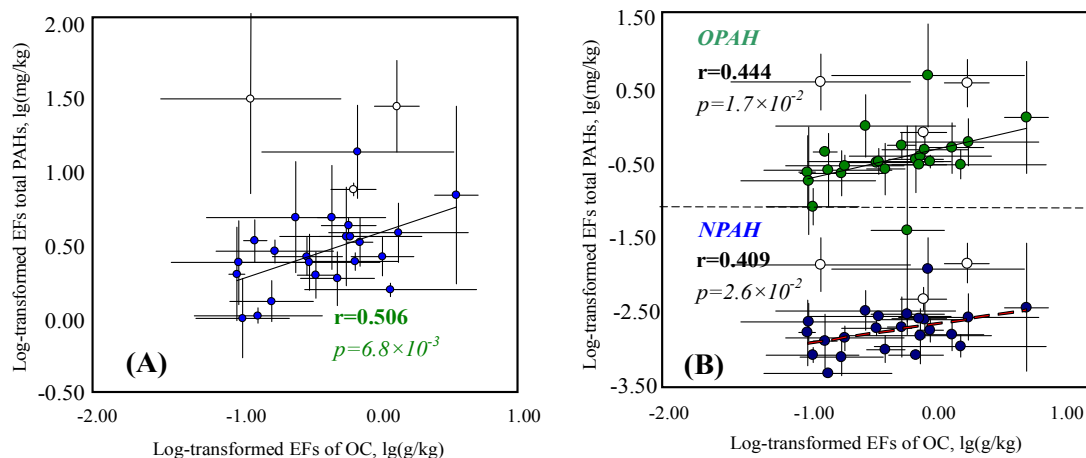 Log-transformed EFs total PAHs, lg(mg/kg)
2.00
1.50
1.00
0.50
0.00
-0.50
r=0.506
p=6.8×10⁻³
(A)
-2.00 -1.00 0.00 1.00
Log-transformed EFs of OC, lg(g/kg)
Log-transformed EFs total PAHs, lg(mg/kg)
1.50
0.50
-0.50
-1.50
-2.50
-3.50
OPAH
r=0.444
p=1.7×10⁻²
NPAH
r=0.409
p=2.6×10⁻²
(B)
-2.00 -1.00 0.00 1.00
Log-transformed EFs of OC, lg(g/kg)